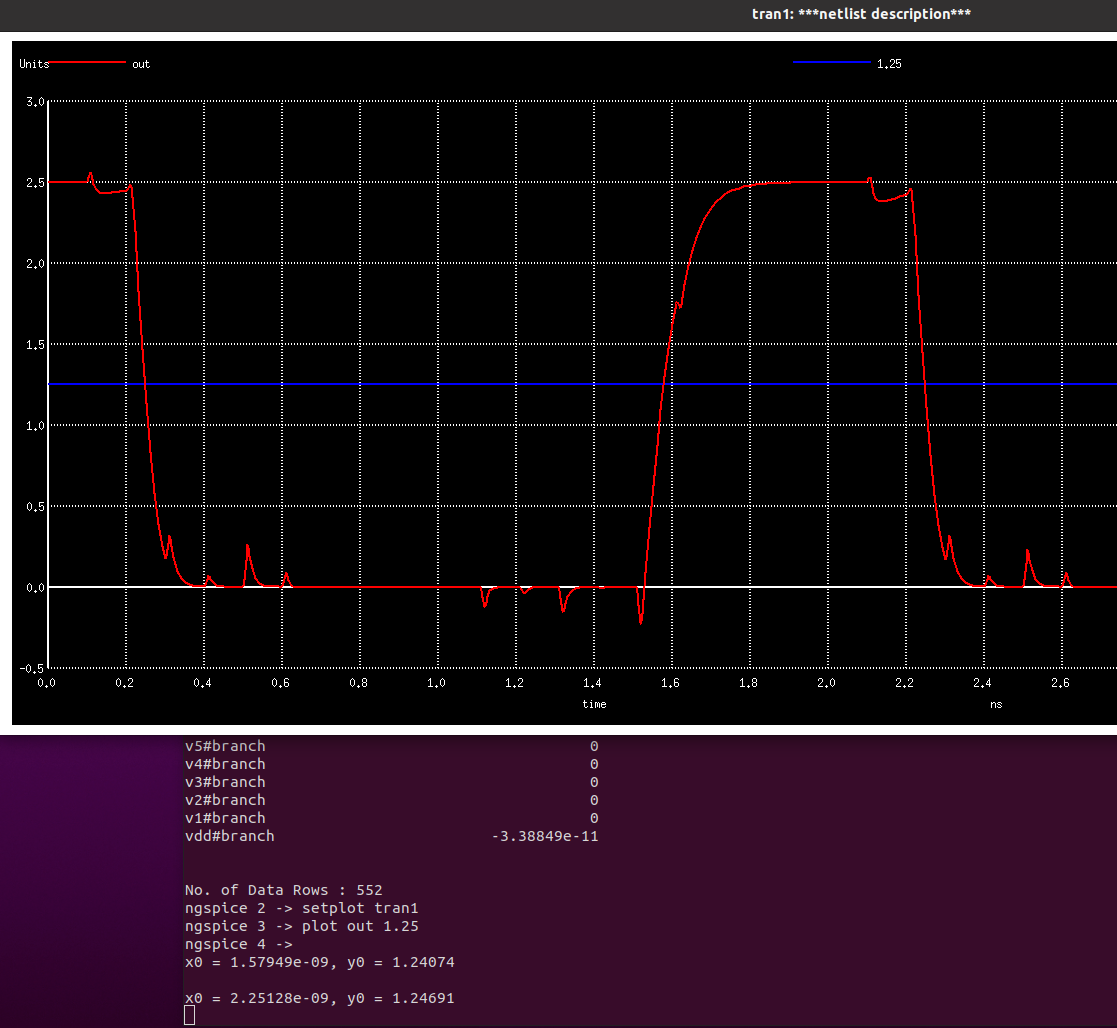 tran1: ***netlist description***
Units out 1.25
3.0
2.5
2.0
1.5
1.0
0.5
0.0
-0.5
0.0 0.2 0.4 0.6 0.8 1.0 1.2 1.4 1.6 1.8 2.0 2.2 2.4 2.6
time ns
v5#branch 0
v4#branch 0
v3#branch 0
v2#branch 0
v1#branch 0
vdd#branch -3.38849e-11
No. of Data Rows : 552
ngspice 2 -> setplot tran1
ngspice 3 -> plot out 1.25
ngspice 4 ->
x0 = 1.57949e-09, y0 = 1.24074
x0 = 2.25128e-09, y0 = 1.24691